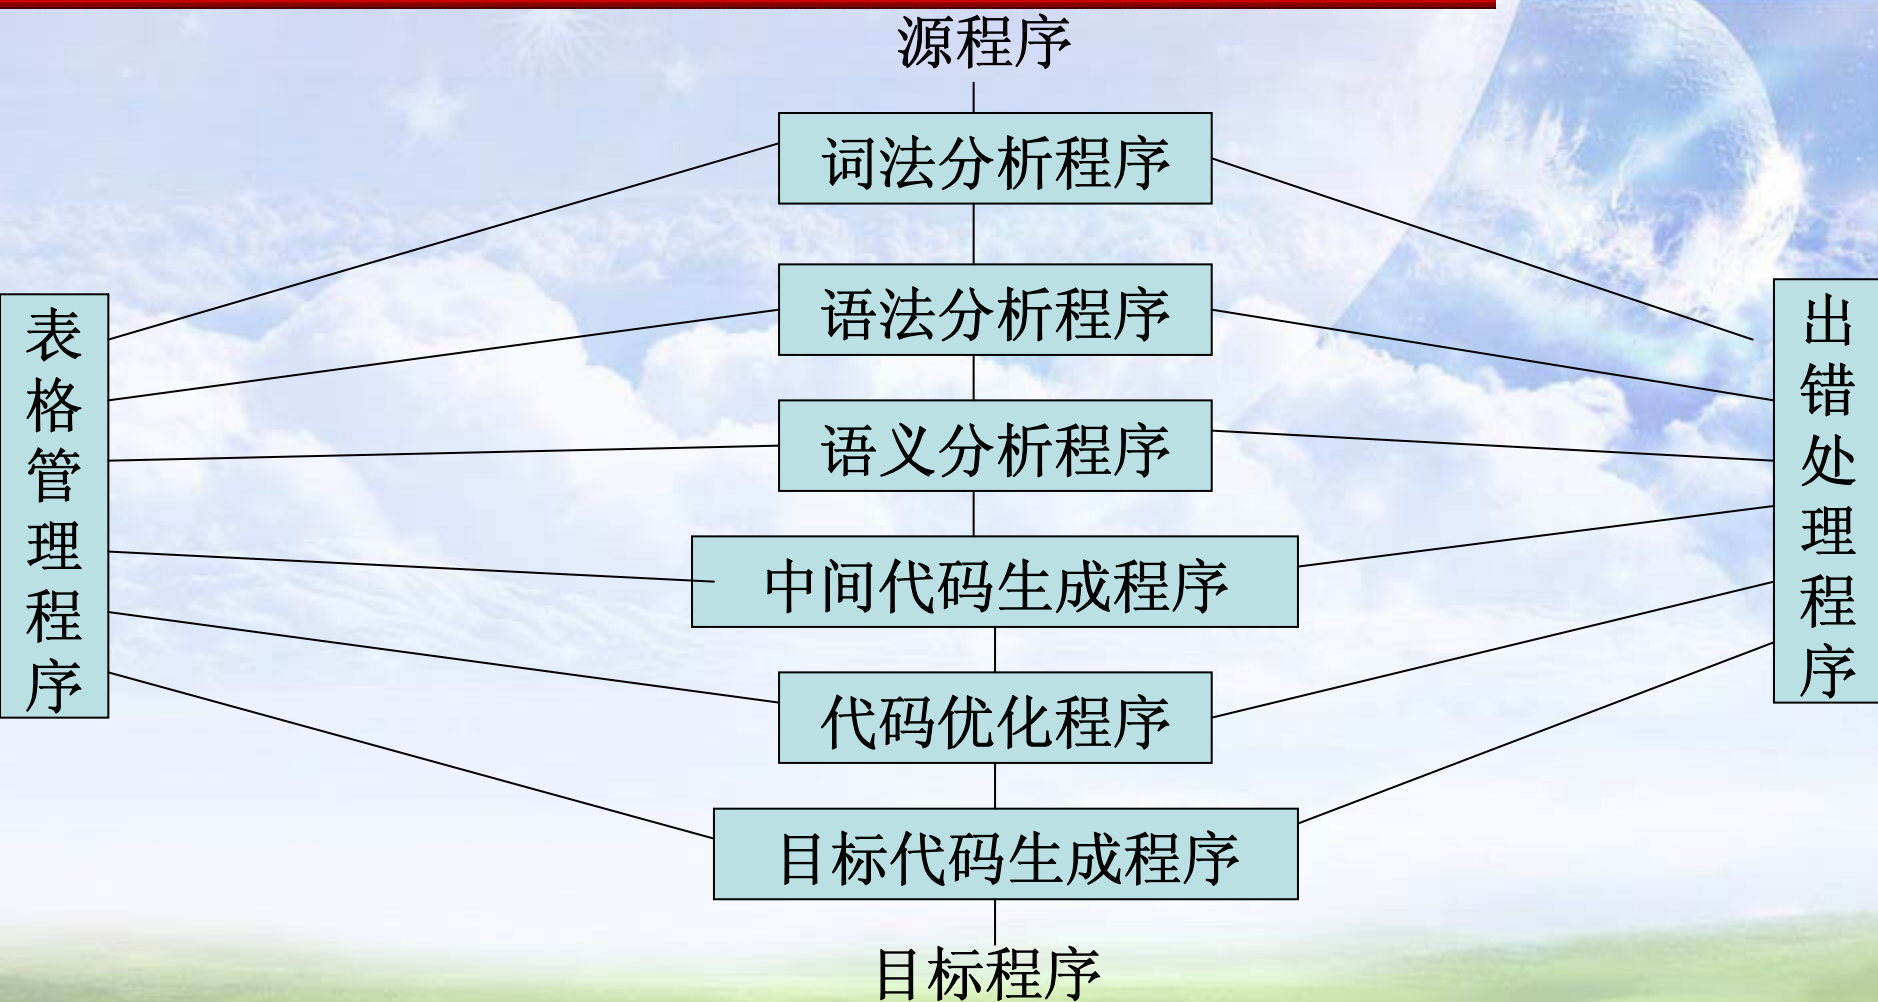 源程序
词法分析程序
语法分析程序
语义分析程序
中间代码生成程序
代码优化程序
目标代码生成程序
目标程序
表格管理程序
出错处理程序